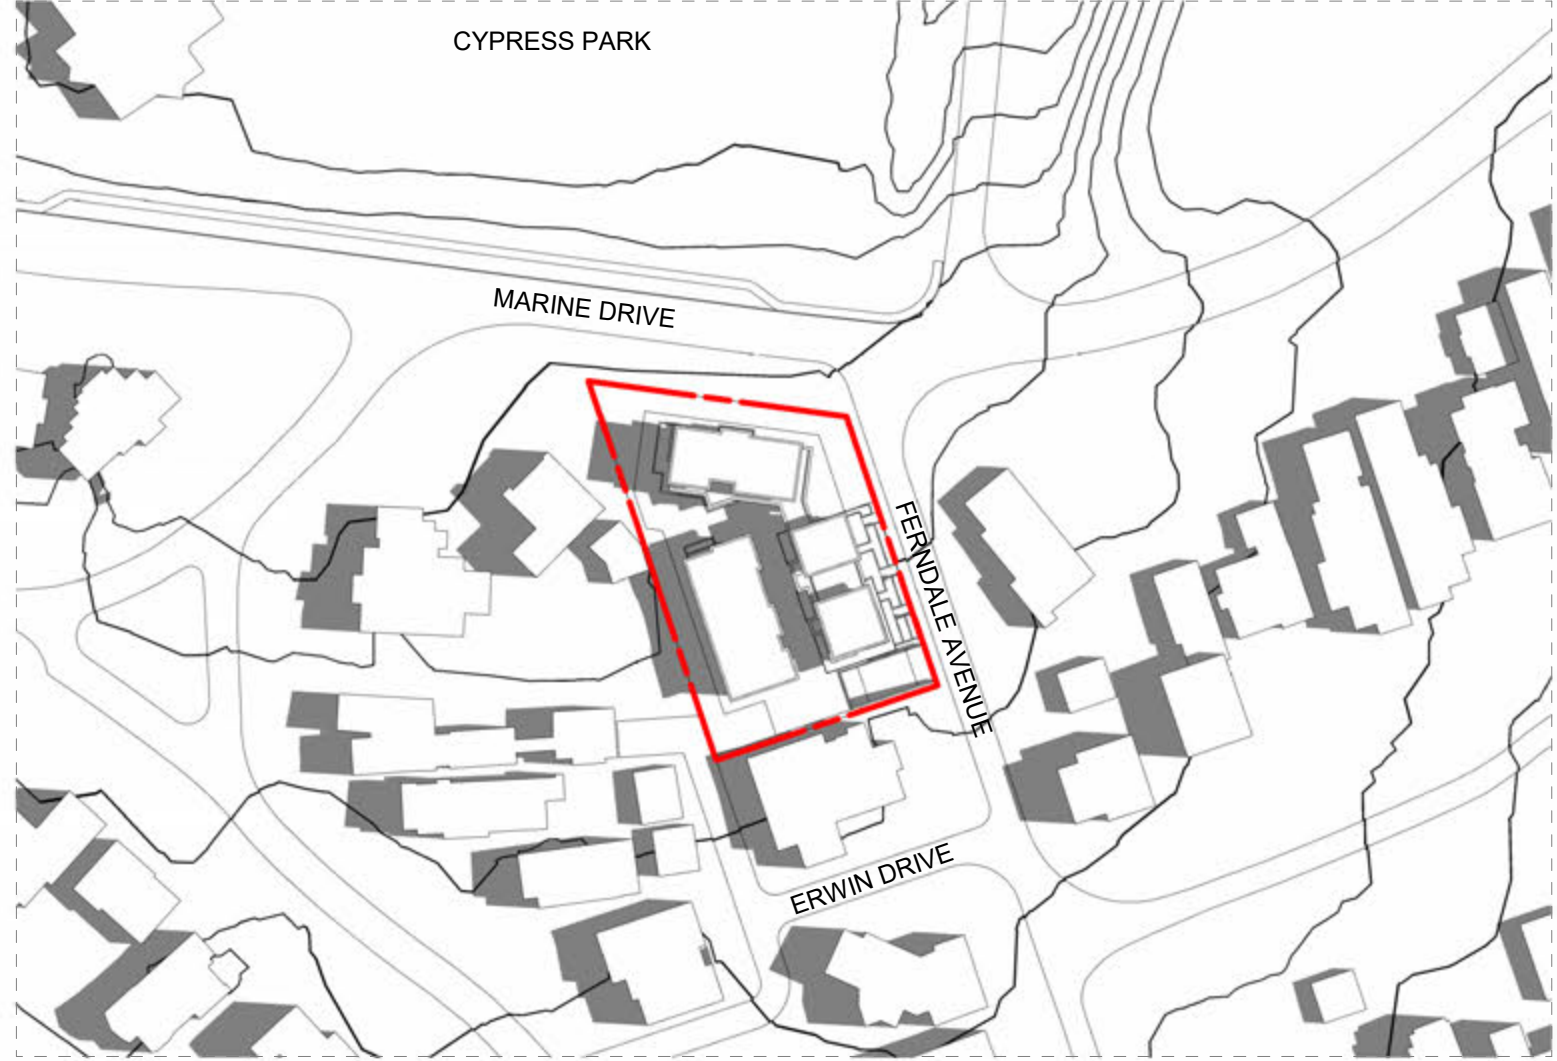 CYPRESS PARK
MARINE DRIVE
FERNDALE AVENUE
ERWIN DRIVE